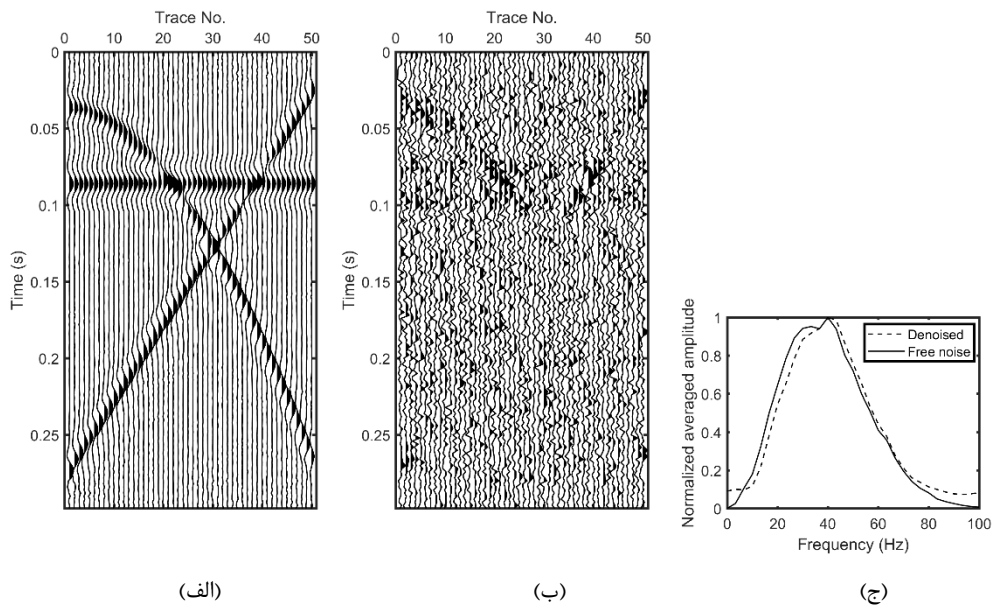 Trace No.
0 10 20 30 40 50
0
0.05
0.1
0.15
0.2
0.25
Time (s)
Trace No.
0 10 20 30 40 50
0
0.05
0.1
0.15
0.2
0.25
Time (s)
Normalized averaged amplitude
1
0.8
0.6
0.4
0.2
0
Denoised
Free noise
0 20 40 60 80 100
Frequency (Hz)
(الف)
(ب)
(ج)